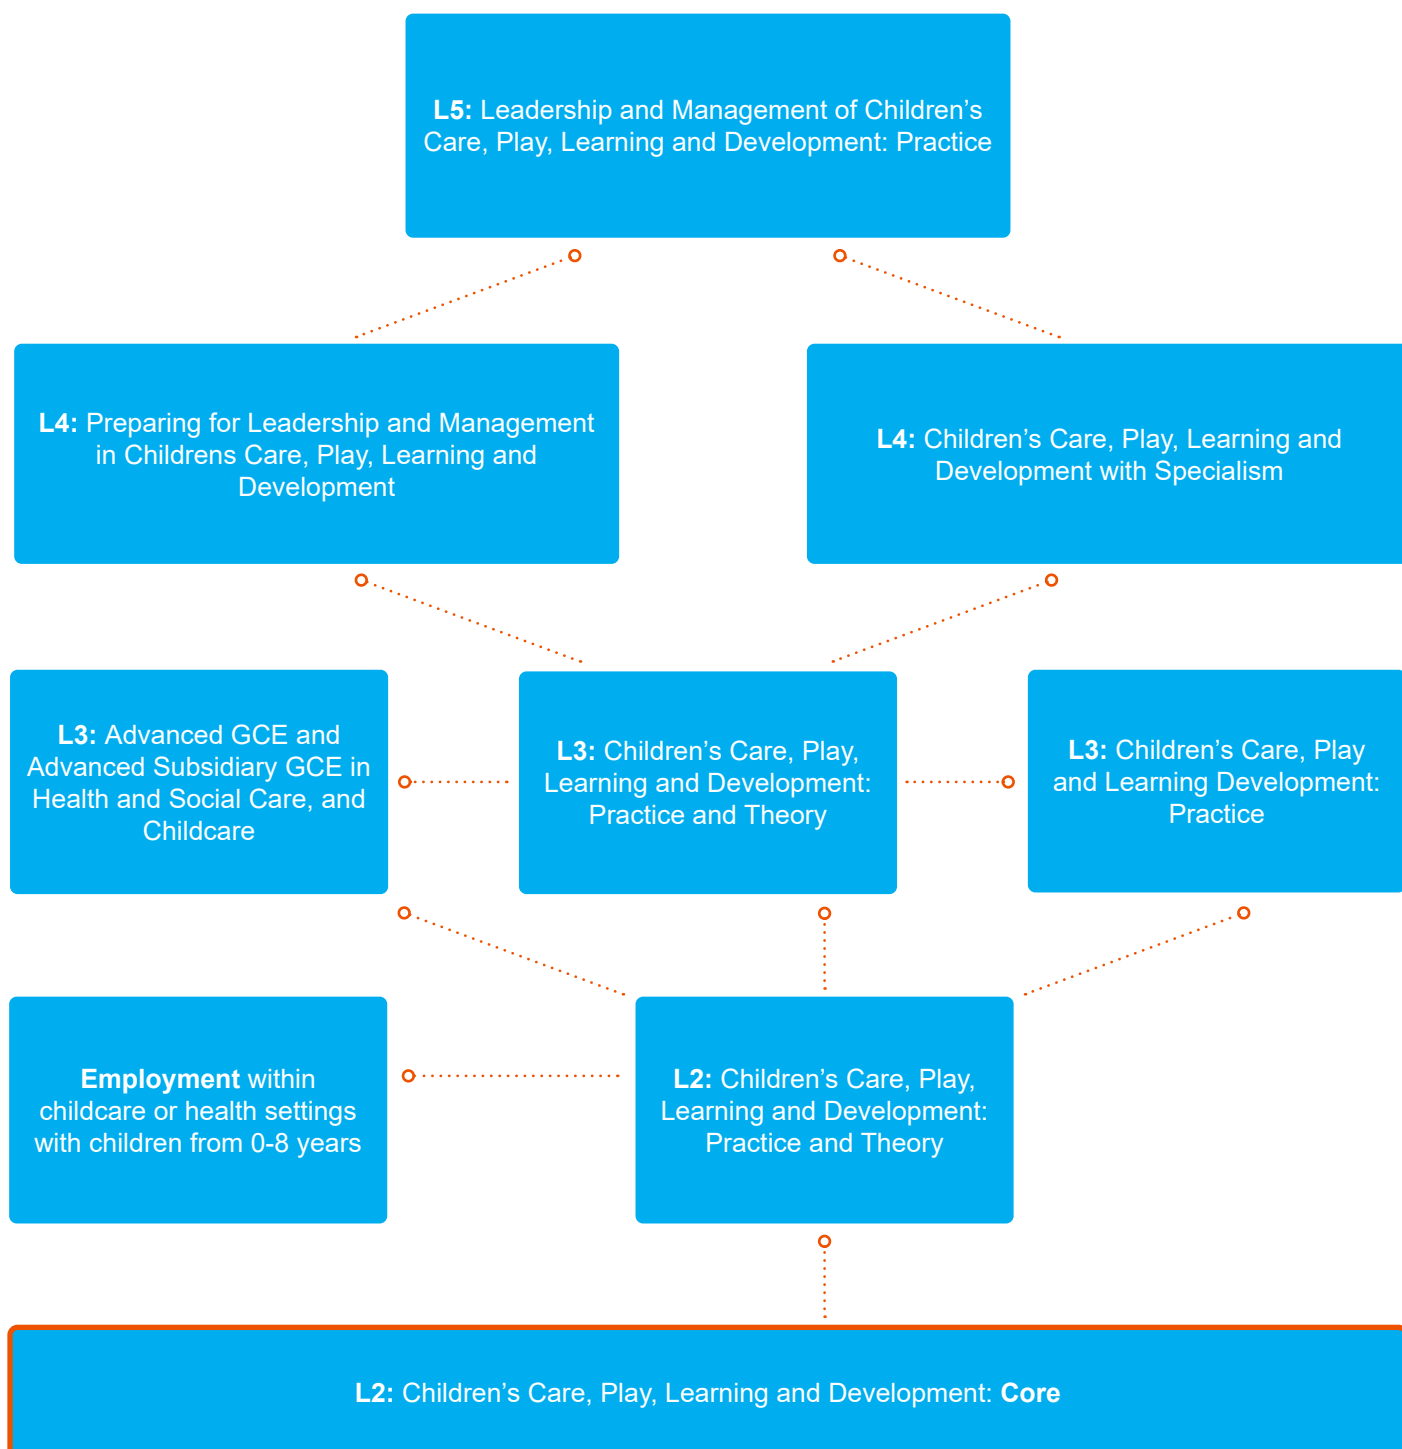 L5: Leadership and Management of Children’s
Care, Play, Learning and Development: Practice
L4: Preparing for Leadership and Management
in Childrens Care, Play, Learning and
Development
L4: Children’s Care, Play, Learning and
Development with Specialism
L3: Advanced GCE and
Advanced Subsidiary GCE in
Health and Social Care, and
Childcare
L3: Children’s Care, Play,
Learning and Development:
Practice and Theory
L3: Children’s Care, Play
and Learning Development:
Practice
Employment within
childcare or health settings
with children from 0-8 years
L2: Children’s Care, Play,
Learning and Development:
Practice and Theory
L2: Children’s Care, Play, Learning and Development: Core